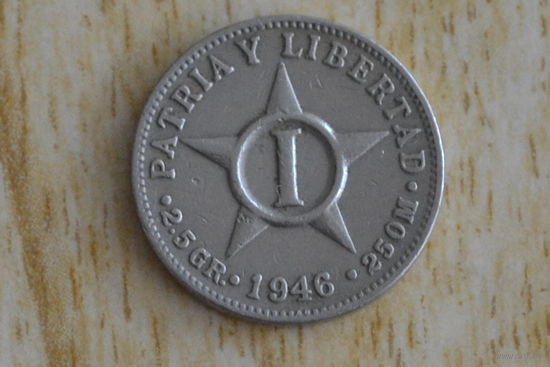 PATRIA Y LIBERTAD
I
2.5 GR. · 1946 · 250 M